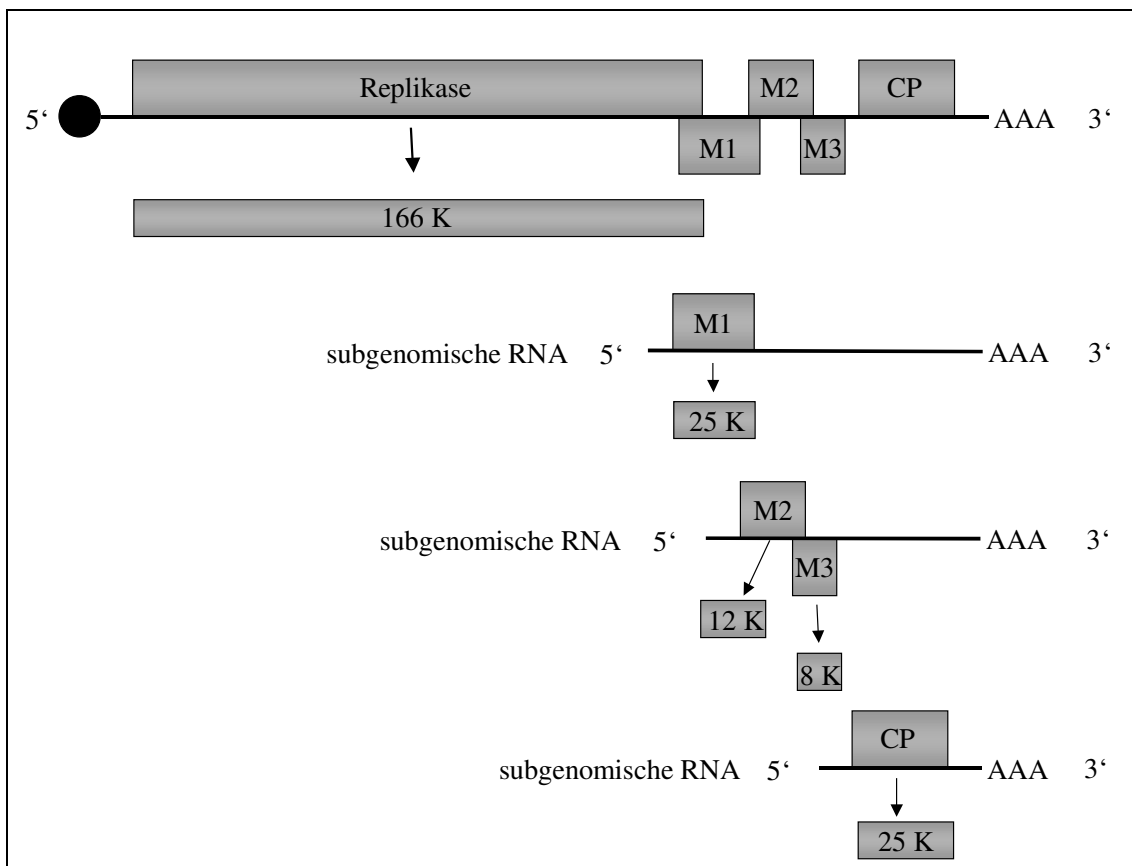 Replikase M2 CP
5‘ AAA 3‘
M1 M3
166 K
M1
subgenomische RNA 5‘ AAA 3‘
25 K
M2
subgenomische RNA 5‘ AAA 3‘
M3
12 K
8 K
CP
subgenomische RNA 5‘ AAA 3‘
25 K